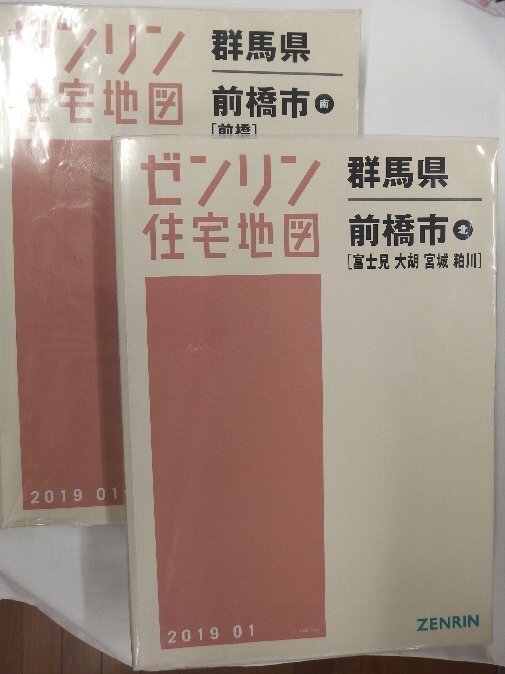 ゼンリン
住宅地図
群馬県
前橋市 南
[前橋]
2019 01
ゼンリン
住宅地図
群馬県
前橋市 北
[富士見 大胡 宮城 粕川]
2019 01
ZENRIN